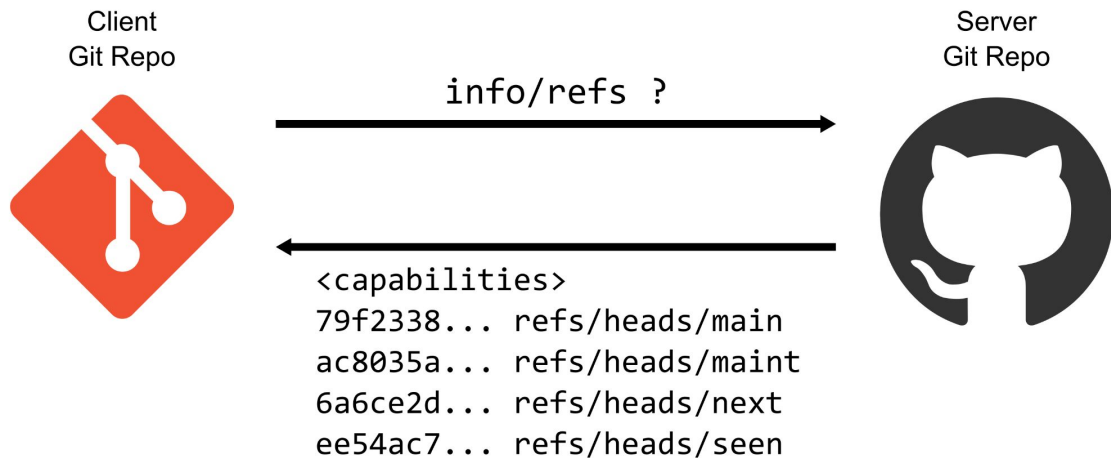 Client
Git Repo
Server
Git Repo
info/refs ?
<capabilities>
79f2338... refs/heads/main
ac8035a... refs/heads/maint
6a6ce2d... refs/heads/next
ee54ac7... refs/heads/seen